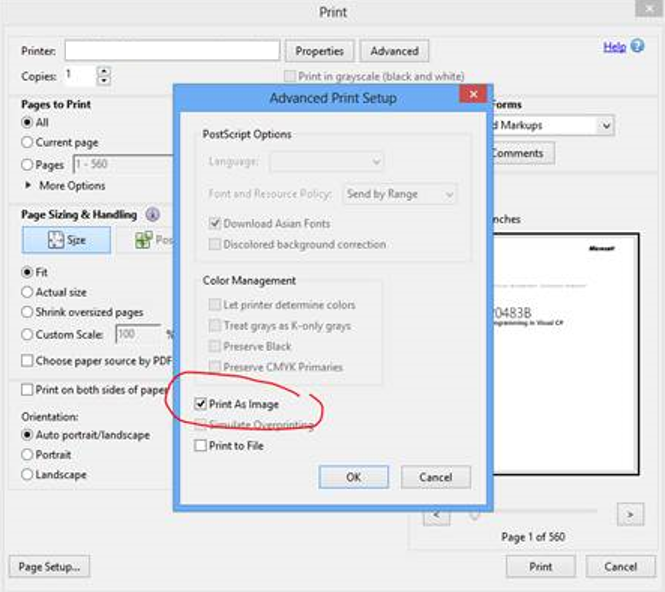 Print
Printer:
Properties
Advanced
Help
Copies: 1
Print in grayscale (black and white)
Pages to Print
All
Current page
Pages 1 - 560
More Options
Page Sizing & Handling
Size
Pos
Fit
Actual size
Shrink oversized pages
Custom Scale: 100 %
Choose paper source by PDF
Print on both sides of paper
Orientation:
Auto portrait/landscape
Portrait
Landscape
Advanced Print Setup
PostScript Options
Language:
Font and Resource Policy: Send by Range
Download Asian Fonts
Discolored background correction
Color Management
Let printer determine colors
Treat grays as K-only grays
Preserve Black
Preserve CMYK Primaries
Print As Image
Simulate Overprinting
Print to File
OK
Cancel
Forms
d Markups
Comments
nches
Microsoft
0483B
ogramming in Visual C#
<
>
Page 1 of 560
Page Setup...
Print
Cancel